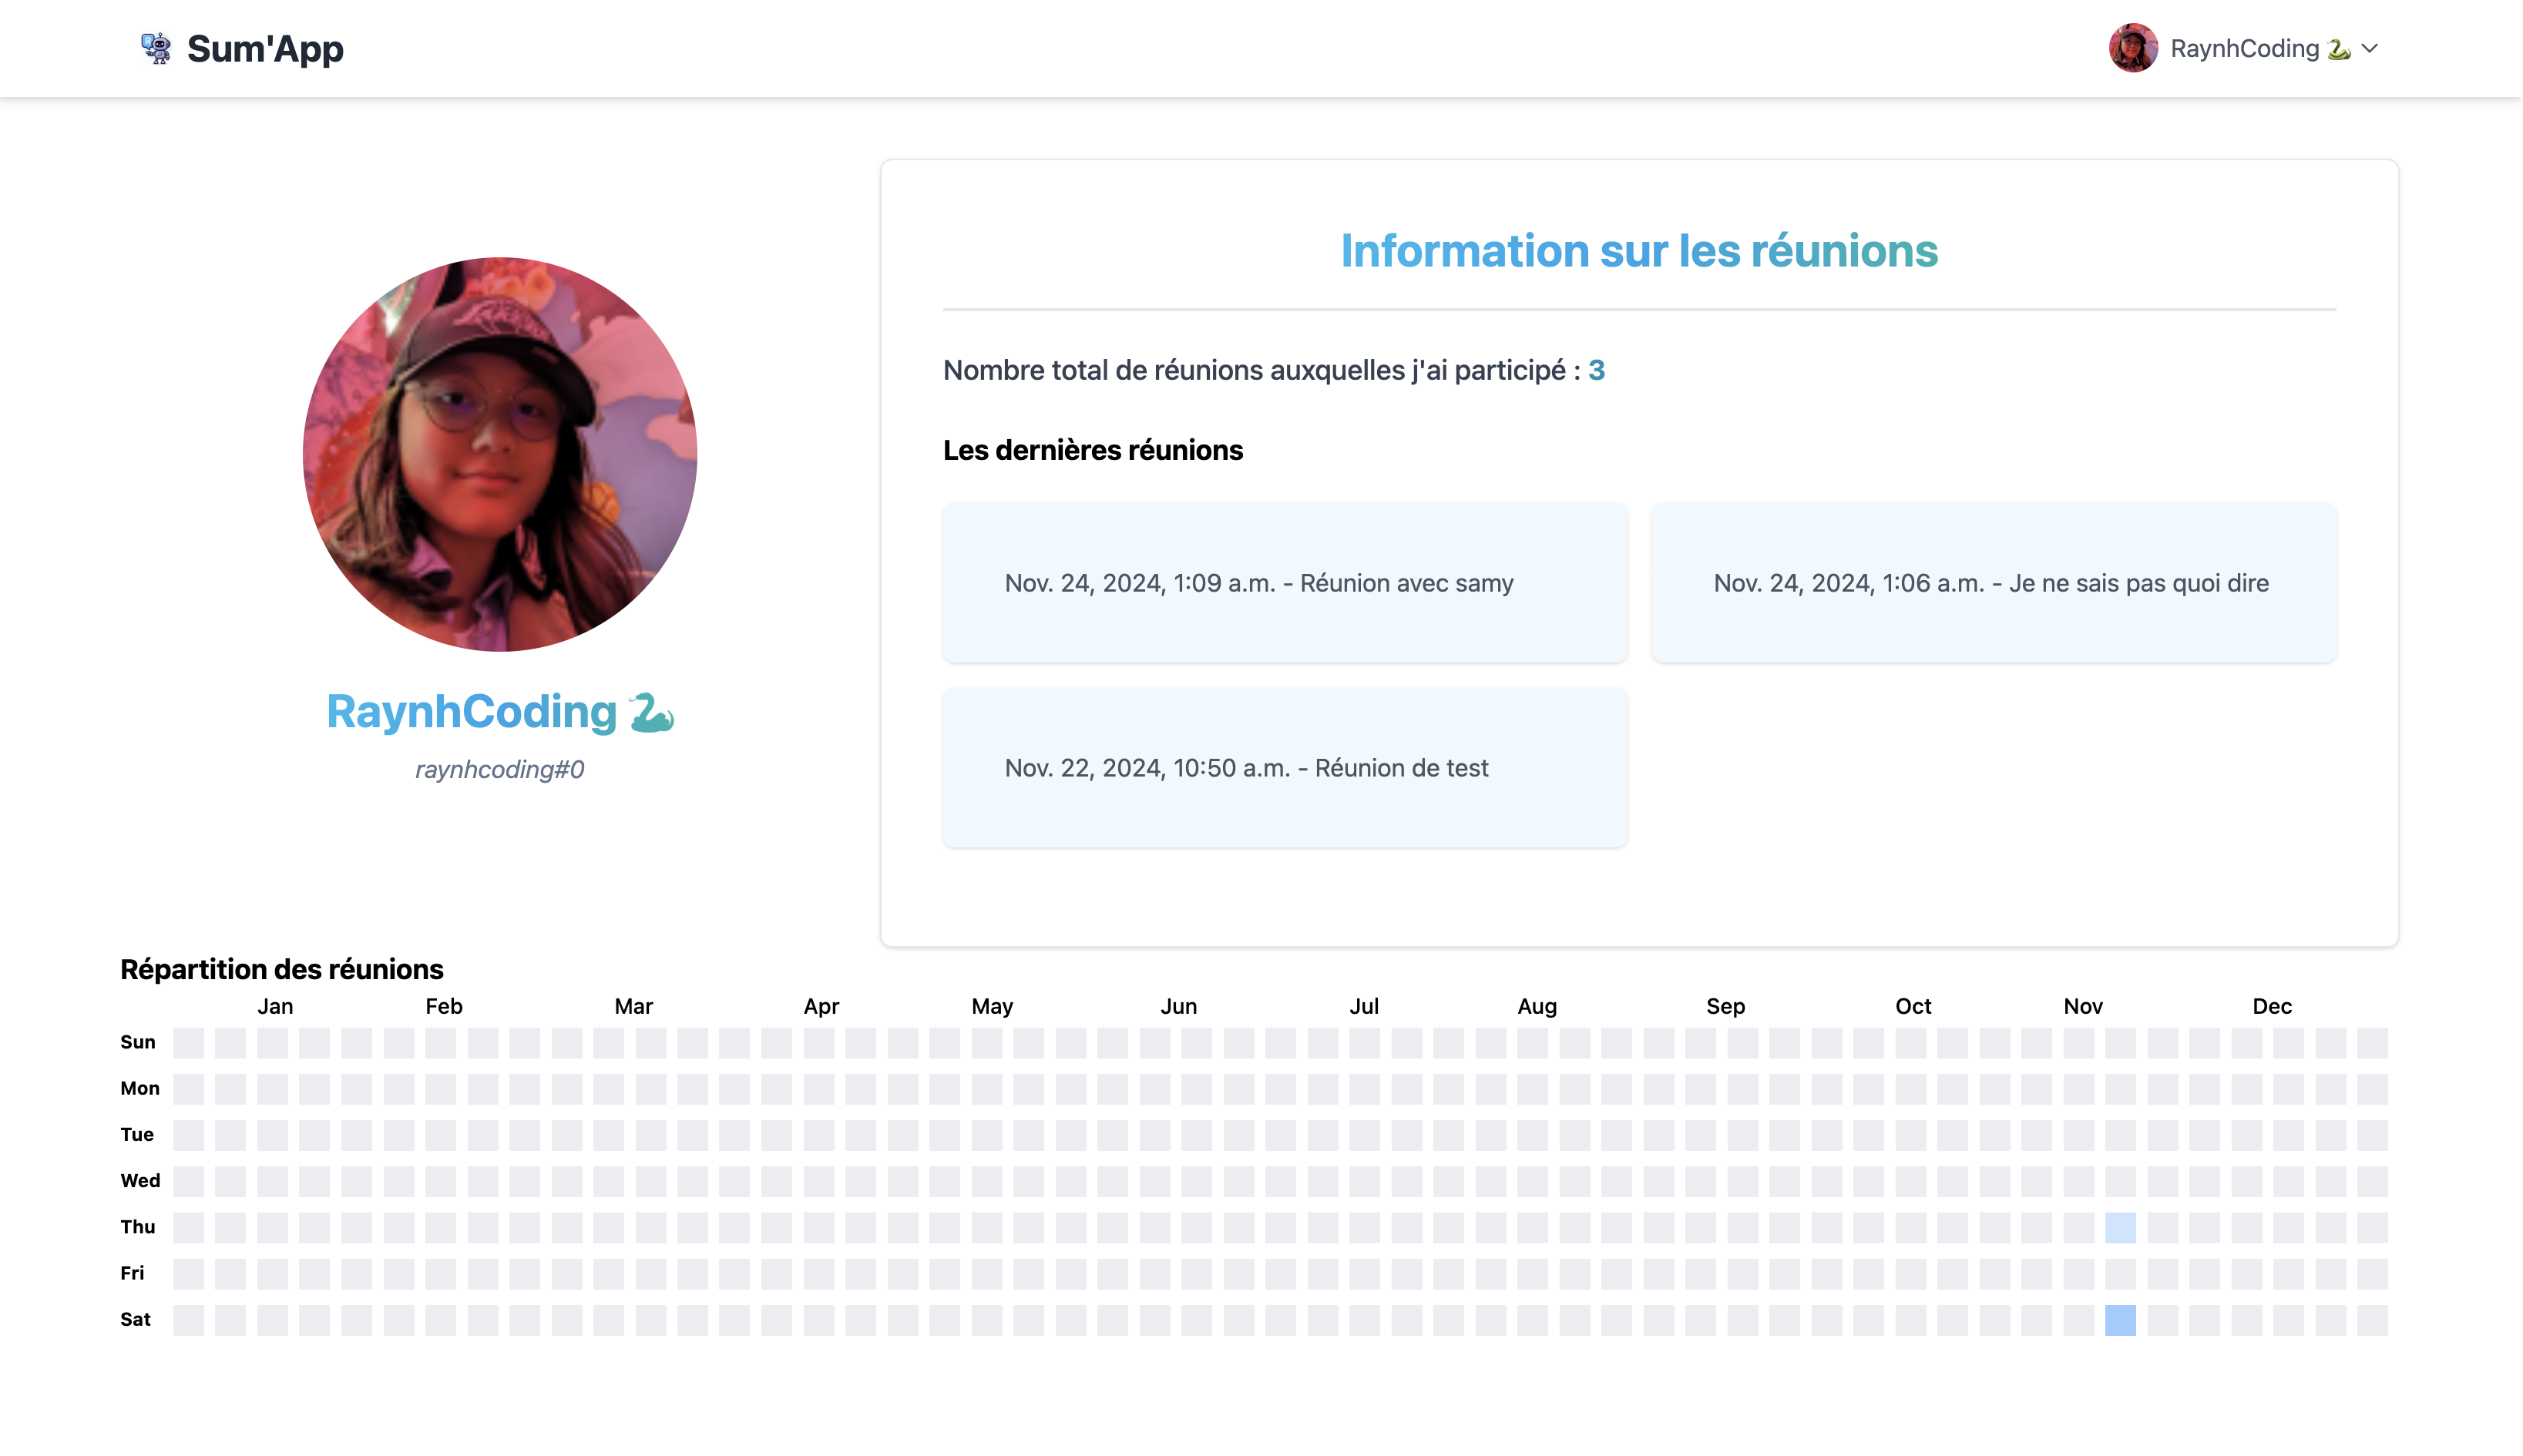 Sum'App
RaynhCoding 🐍
Information sur les réunions
Nombre total de réunions auxquelles j'ai participé : 3
Les dernières réunions
Nov. 24, 2024, 1:09 a.m. - Réunion avec samy
Nov. 24, 2024, 1:06 a.m. - Je ne sais pas quoi dire
Nov. 22, 2024, 10:50 a.m. - Réunion de test
RaynhCoding 🐍
raynhcoding#0
Répartition des réunions
Jan Feb Mar Apr May Jun Jul Aug Sep Oct Nov Dec
Sun
Mon
Tue
Wed
Thu
Fri
Sat